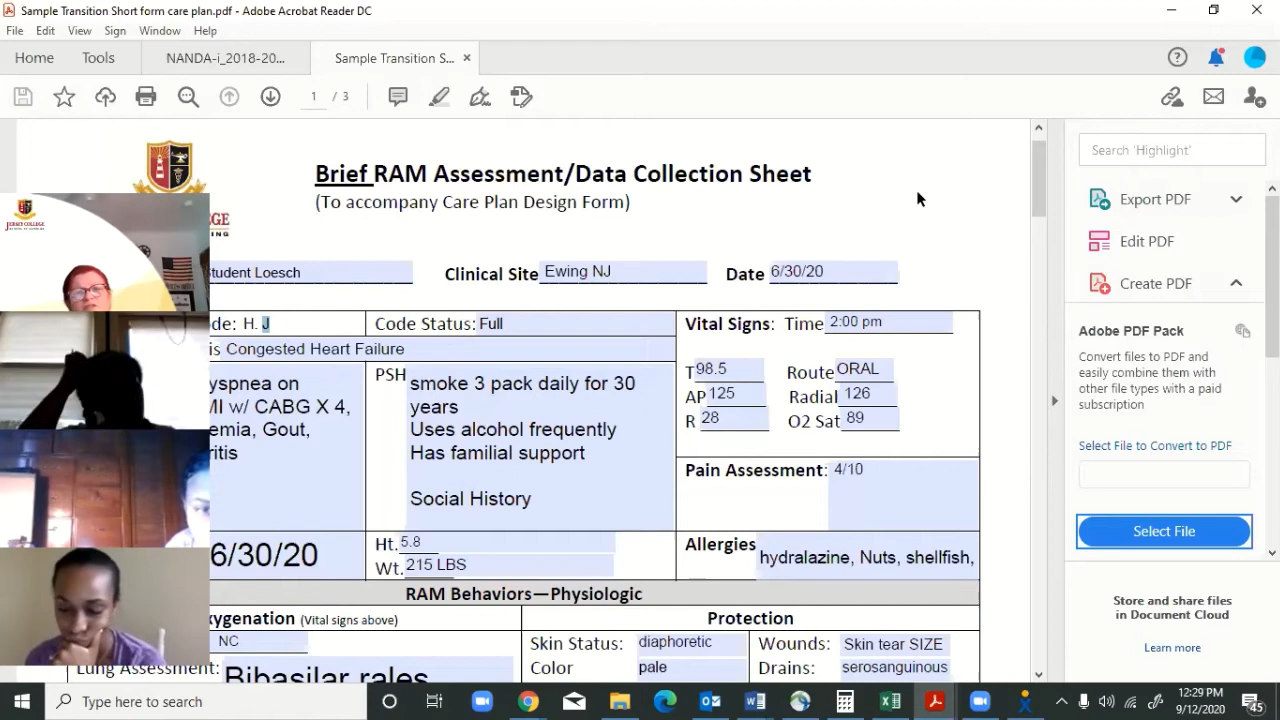 Sample Transition Short form care plan.pdf - Adobe Acrobat Reader DC
File Edit View Sign Window Help
Home Tools NANDA-i_2018-20... Sample Transition S... ×
1 / 3
Search 'Highlight'
Export PDF
Edit PDF
Create PDF
Adobe PDF Pack
Convert files to PDF and
easily combine them with
other file types with a paid
subscription
Select File to Convert to PDF
Select File
Store and share files
in Document Cloud
Learn more
Brief RAM Assessment/Data Collection Sheet
(To accompany Care Plan Design Form)
JERSEY COLLEGE
Student Loesch Clinical Site Ewing NJ Date 6/30/20
de: H. J Code Status: Full Vital Signs: Time 2:00 pm
is Congested Heart Failure
yspnea on
MI w/ CABG X 4,
emia, Gout,
ritis
PSH smoke 3 pack daily for 30
years
Uses alcohol frequently
Has familial support
Social History
T 98.5 Route ORAL
AP 125 Radial 126
R 28 O2 Sat 89
Pain Assessment: 4/10
6/30/20
Ht. 5.8
Wt. 215 LBS
Allergies hydralazine, Nuts, shellfish,
RAM Behaviors—Physiologic
xygenation (Vital signs above) Protection
NC Skin Status: diaphoretic Wounds: Skin tear SIZE
Lung Assessment: Bibasilar rales Color pale Drains: serosanguinous
Type here to search
12:29 PM
9/12/2020
45